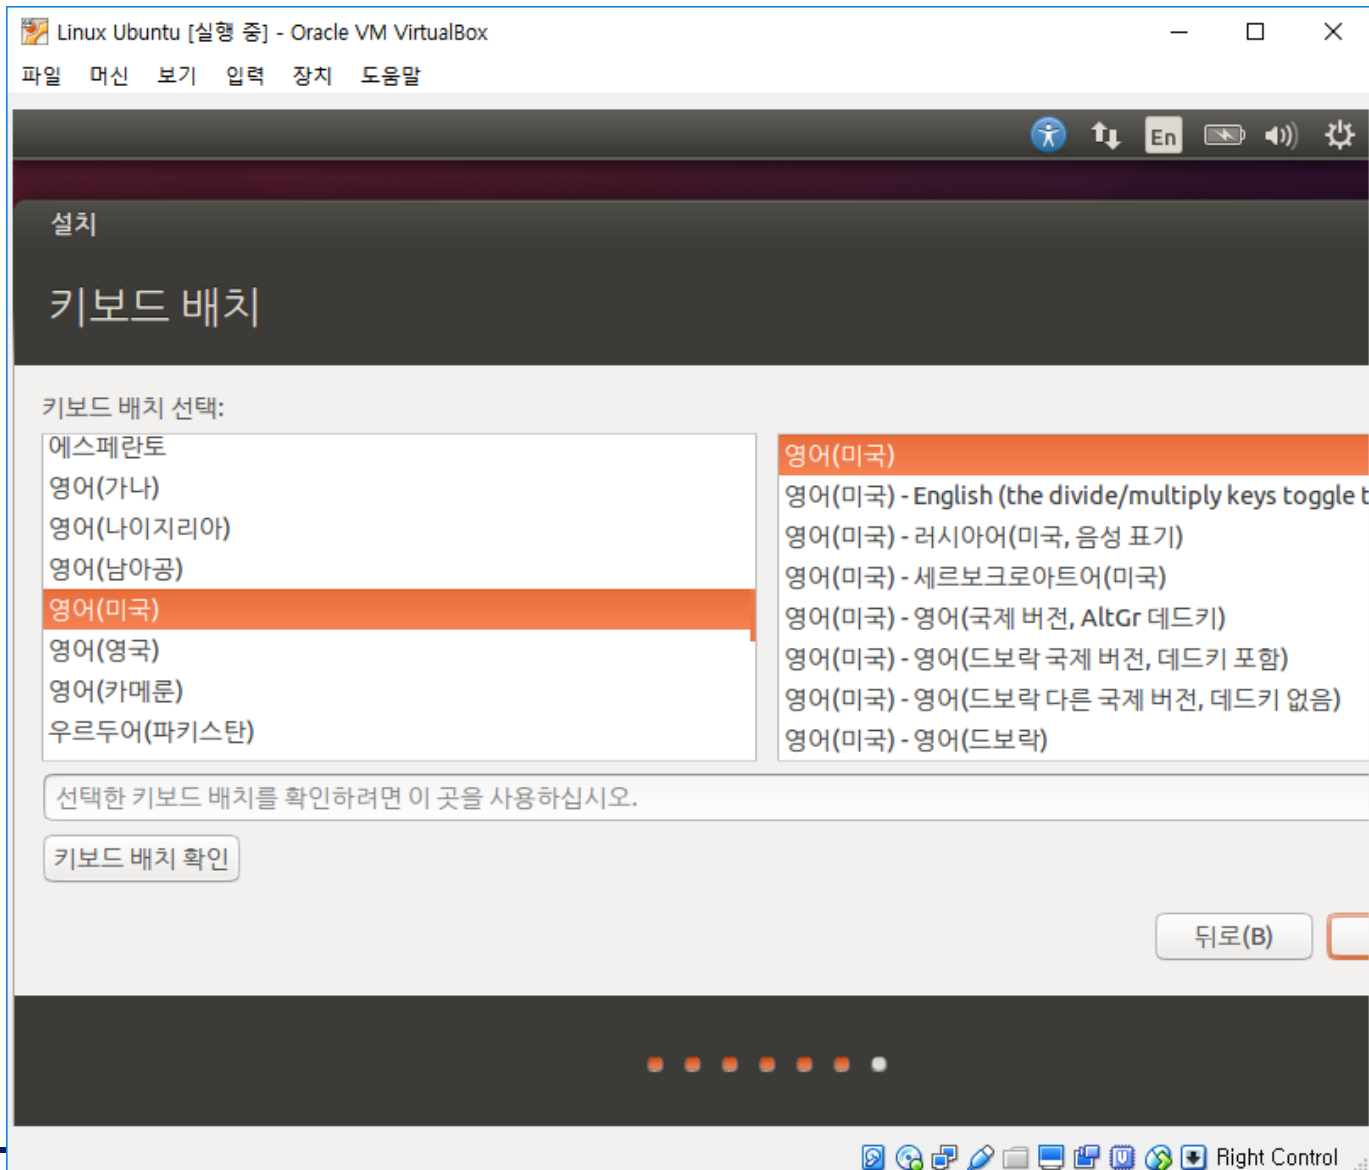 Linux Ubuntu [실행 중] - Oracle VM VirtualBox
파일 머신 보기 입력 장치 도움말
En
설치
키보드 배치
키보드 배치 선택:
에스페란토
영어(가나)
영어(나이지리아)
영어(남아공)
영어(미국)
영어(영국)
영어(카메룬)
우르두어(파키스탄)
영어(미국)
영어(미국) - English (the divide/multiply keys toggle t
영어(미국) - 러시아어(미국, 음성 표기)
영어(미국) - 세르보크로아트어(미국)
영어(미국) - 영어(국제 버전, AltGr 데드키)
영어(미국) - 영어(드보락 국제 버전, 데드키 포함)
영어(미국) - 영어(드보락 다른 국제 버전, 데드키 없음)
영어(미국) - 영어(드보락)
선택한 키보드 배치를 확인하려면 이 곳을 사용하십시오.
키보드 배치 확인
뒤로(B)
Right Control